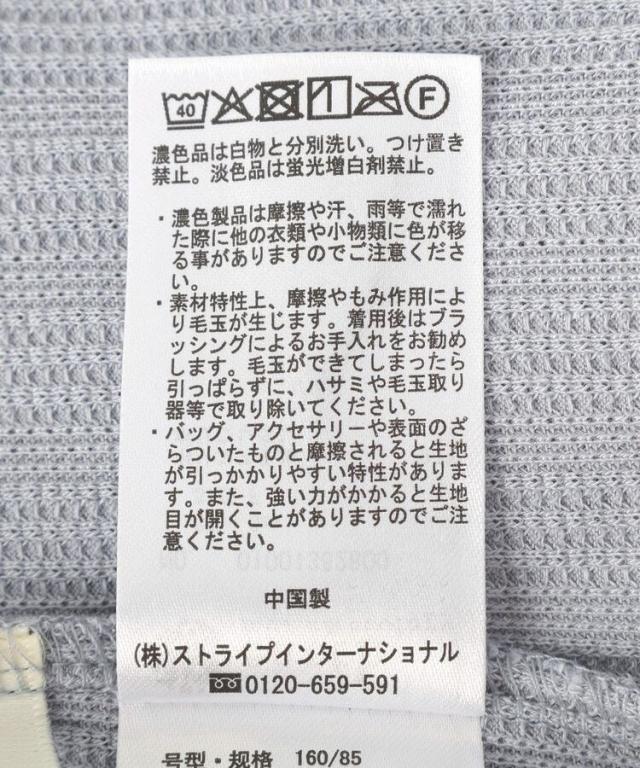 40 F
濃色品は白物と分別洗い。つけ置き
禁止。淡色品は蛍光増白剤禁止。
・濃色製品は摩擦や汗、雨等で濡れ
た際に他の衣類や小物類に色が移
る事がありますのでご注意くださ
い。
・素材特性上、摩擦やもみ作用によ
り毛玉が生じます。着用後はブラ
ッシングによるお手入れをお勧め
します。毛玉ができてしまったら
引っぱらずに、ハサミや毛玉取り
器等で取り除いてください。
・バッグ、アクセサリーや表面のざ
らついたものと摩擦されると生地
が引っかかりやすい特性がありま
す。また、強い力がかかると生地
目が開くことがありますのでご注
意ください。
中国製
(株)ストライプインターナショナル
0120-659-591
号型・规格 160/85